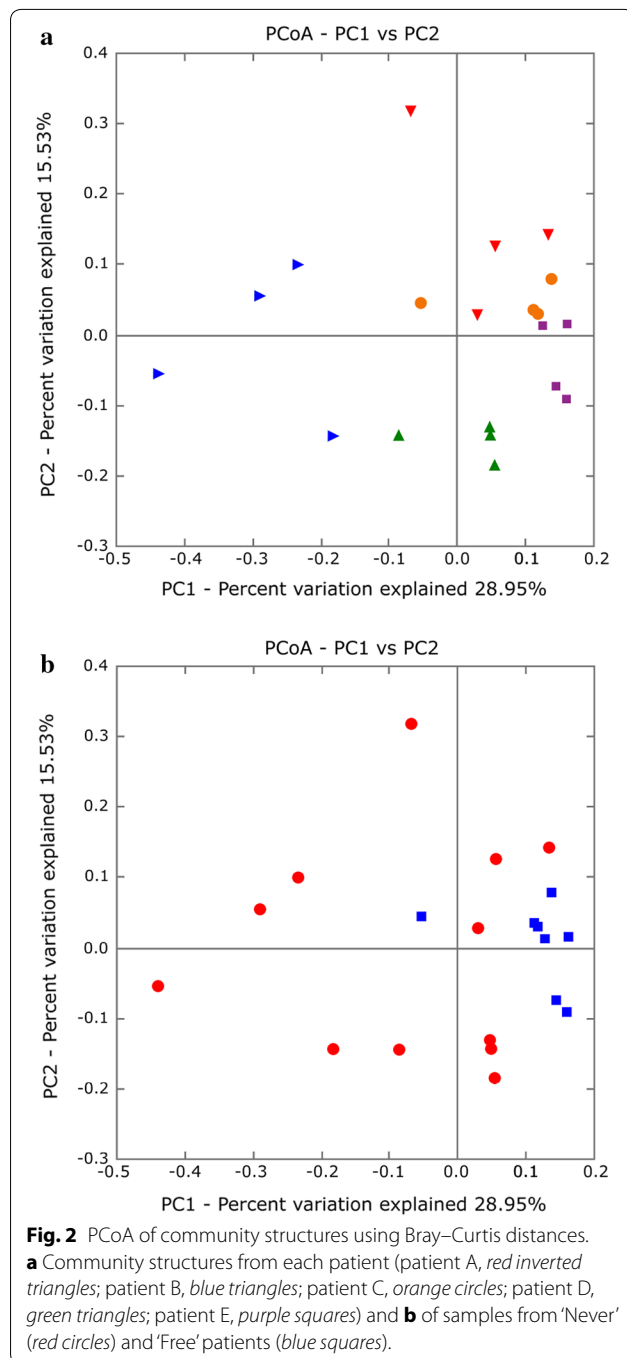 a
PCoA - PC1 vs PC2
PC2 - Percent variation explained 15.53%
0.4
0.3
0.2
0.1
0.0
-0.1
-0.2
-0.3
-0.5
-0.4
-0.3
-0.2
-0.1
0.0
0.1
0.2
PC1 - Percent variation explained 28.95%
b
PCoA - PC1 vs PC2
PC2 - Percent variation explained 15.53%
0.4
0.3
0.2
0.1
0.0
-0.1
-0.2
-0.3
-0.5
-0.4
-0.3
-0.2
-0.1
0.0
0.1
0.2
PC1 - Percent variation explained 28.95%
Fig. 2 PCoA of community structures using Bray–Curtis distances.
a Community structures from each patient (patient A, red inverted
triangles; patient B, blue triangles; patient C, orange circles; patient D,
green triangles; patient E, purple squares) and b of samples from ‘Never’
(red circles) and ‘Free’ patients (blue squares).